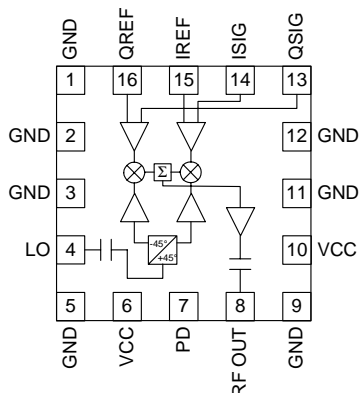 GND
QREF
IREF
ISIG
QSIG
1
16
15
14
13
GND
2
12
GND
Σ
GND
3
11
GND
LO
4
-45°
+45°
10
VCC
5
6
7
8
9
GND
VCC
PD
RF OUT
GND